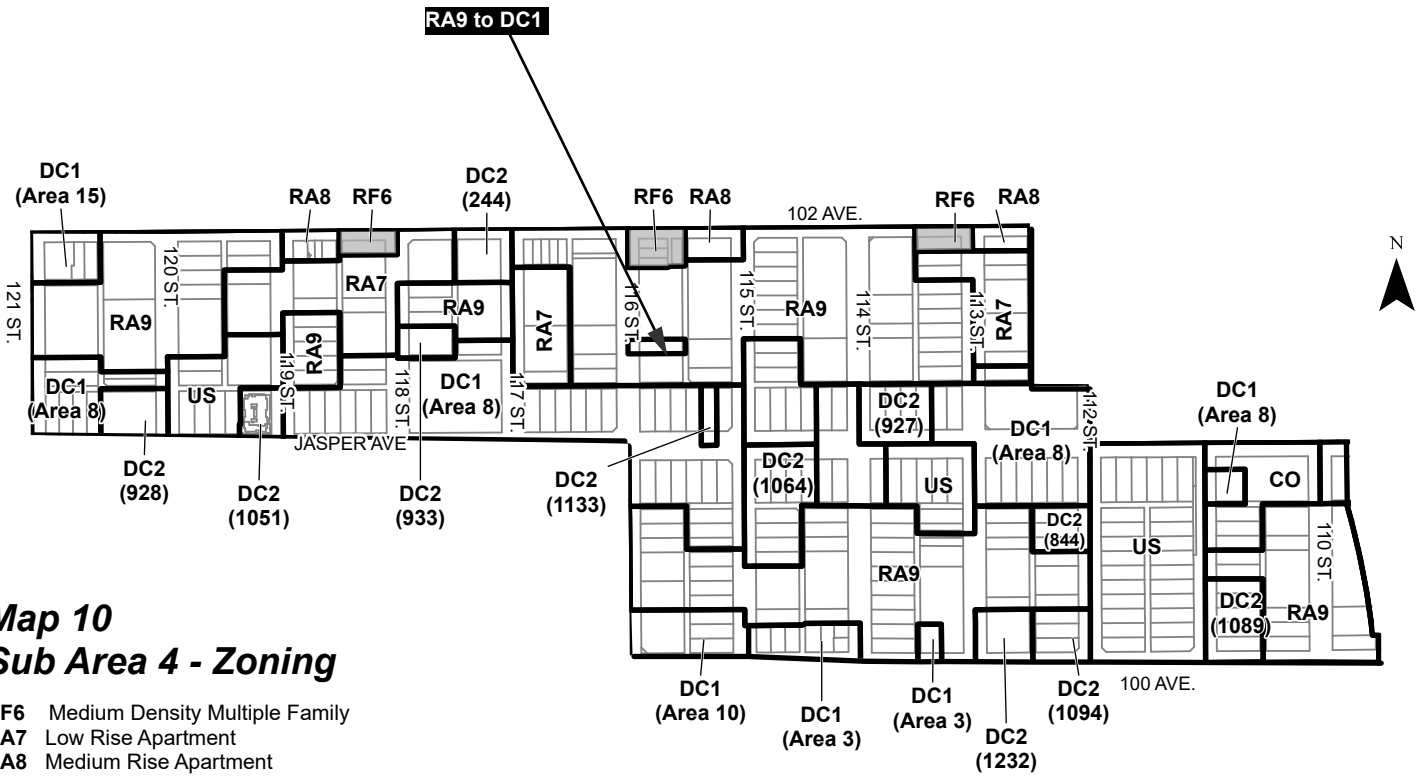 RA9 to DC1
DC1
(Area 15)
RA8
RF6
DC2
(244)
RF6
RA8
102 AVE.
RF6
RA8
N
121 ST.
120 ST.
RA9
RA7
RA9
RA9
119 ST.
118 ST.
117 ST.
RA7
116 ST.
115 ST.
RA9
114 ST.
113 ST.
RA7
112 ST.
DC1
(Area 8)
US
DC1
(Area 8)
JASPER AVE
DC2
(927)
DC1
(Area 8)
DC1
(Area 8)
DC2
(928)
DC2
(1051)
DC2
(933)
DC2
(1133)
DC2
(1064)
US
CO
DC2
(844)
US
110 ST.
RA9
DC2
(1089)
RA9
DC1
(Area 10)
DC1
(Area 3)
DC1
(Area 3)
DC2
(1232)
DC2
(1094)
100 AVE.
Map 10
Sub Area 4 - Zoning
F6 Medium Density Multiple Family
A7 Low Rise Apartment
A8 Medium Rise Apartment